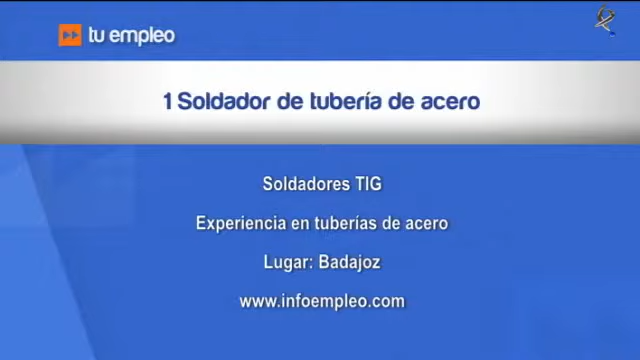 tu empleo
1 Soldador de tubería de acero
Soldadores TIG
Experiencia en tuberías de acero
Lugar: Badajoz
www.infoempleo.com